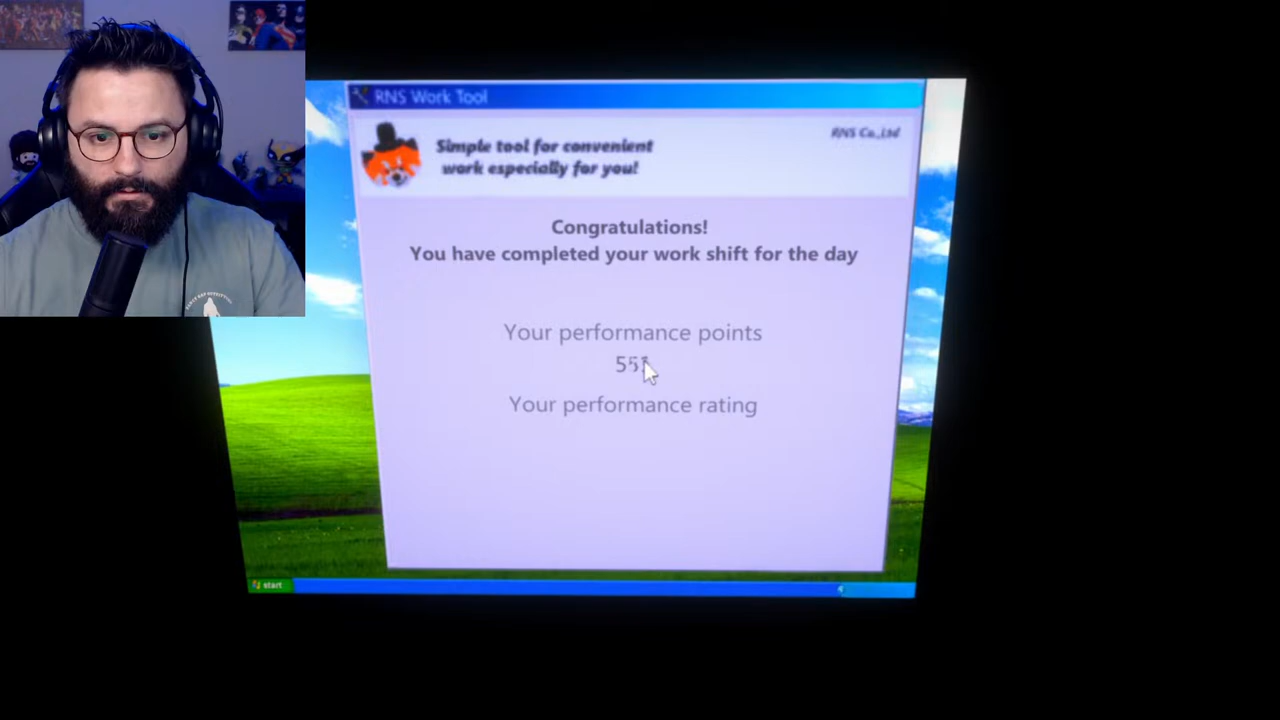 RNS Work Tool
Simple tool for convenient
work especially for you!
RNS Co.,Ltd
Congratulations!
You have completed your work shift for the day
Your performance points
Your performance rating
start